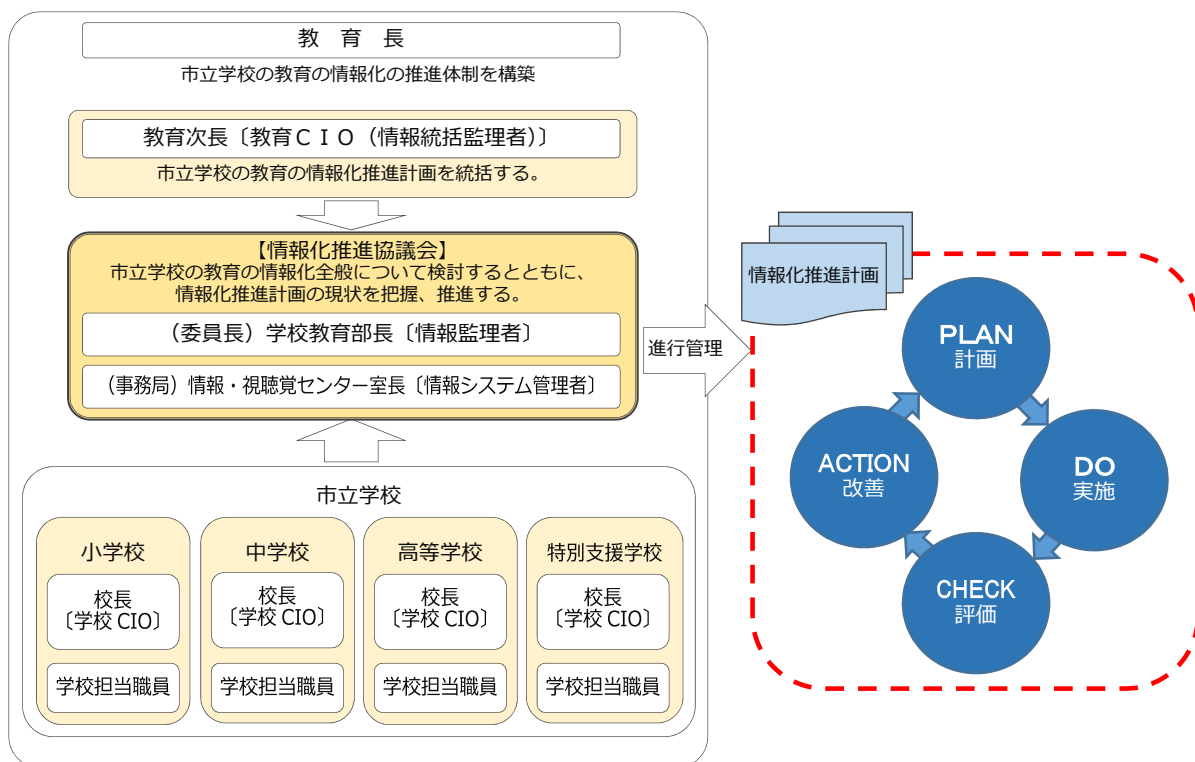 教　育　長
市立学校の教育の情報化の推進体制を構築
教育次長〔教育ＣＩＯ（情報統括監理者）〕
市立学校の教育の情報化推進計画を統括する。
【情報化推進協議会】
市立学校の教育の情報化全般について検討するとともに、
情報化推進計画の現状を把握、推進する。
（委員長）学校教育部長〔情報監理者〕
（事務局）情報・視聴覚センター室長〔情報システム管理者〕
進行管理
情報化推進計画
PLAN
計画
DO
実施
CHECK
評価
ACTION
改善
市立学校
小学校
校長
〔学校 CIO〕
学校担当職員
中学校
校長
〔学校 CIO〕
学校担当職員
高等学校
校長
〔学校 CIO〕
学校担当職員
特別支援学校
校長
〔学校 CIO〕
学校担当職員